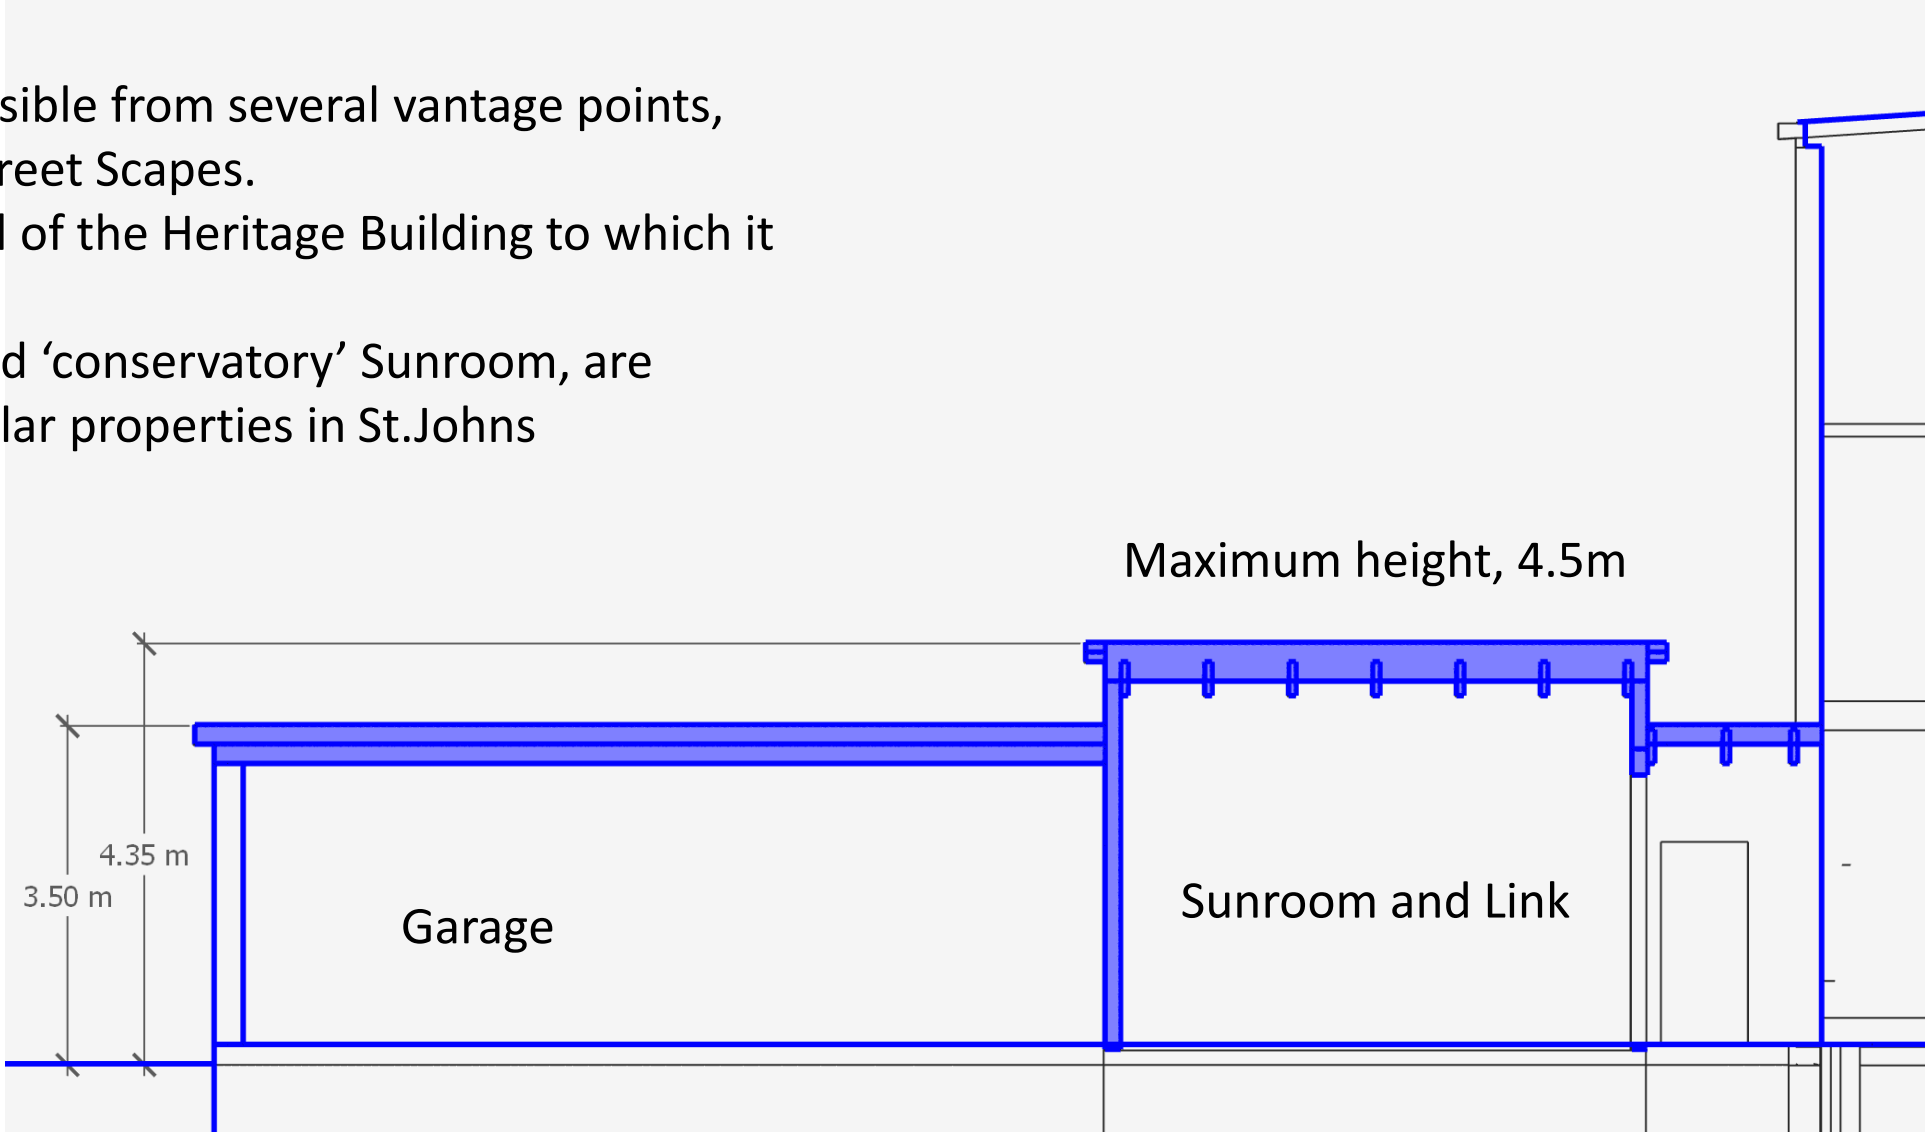 sible from several vantage points,
reet Scapes.
l of the Heritage Building to which it
d ‘conservatory’ Sunroom, are
lar properties in St.Johns
Maximum height, 4.5m
4.35 m
3.50 m
Sunroom and Link
Garage